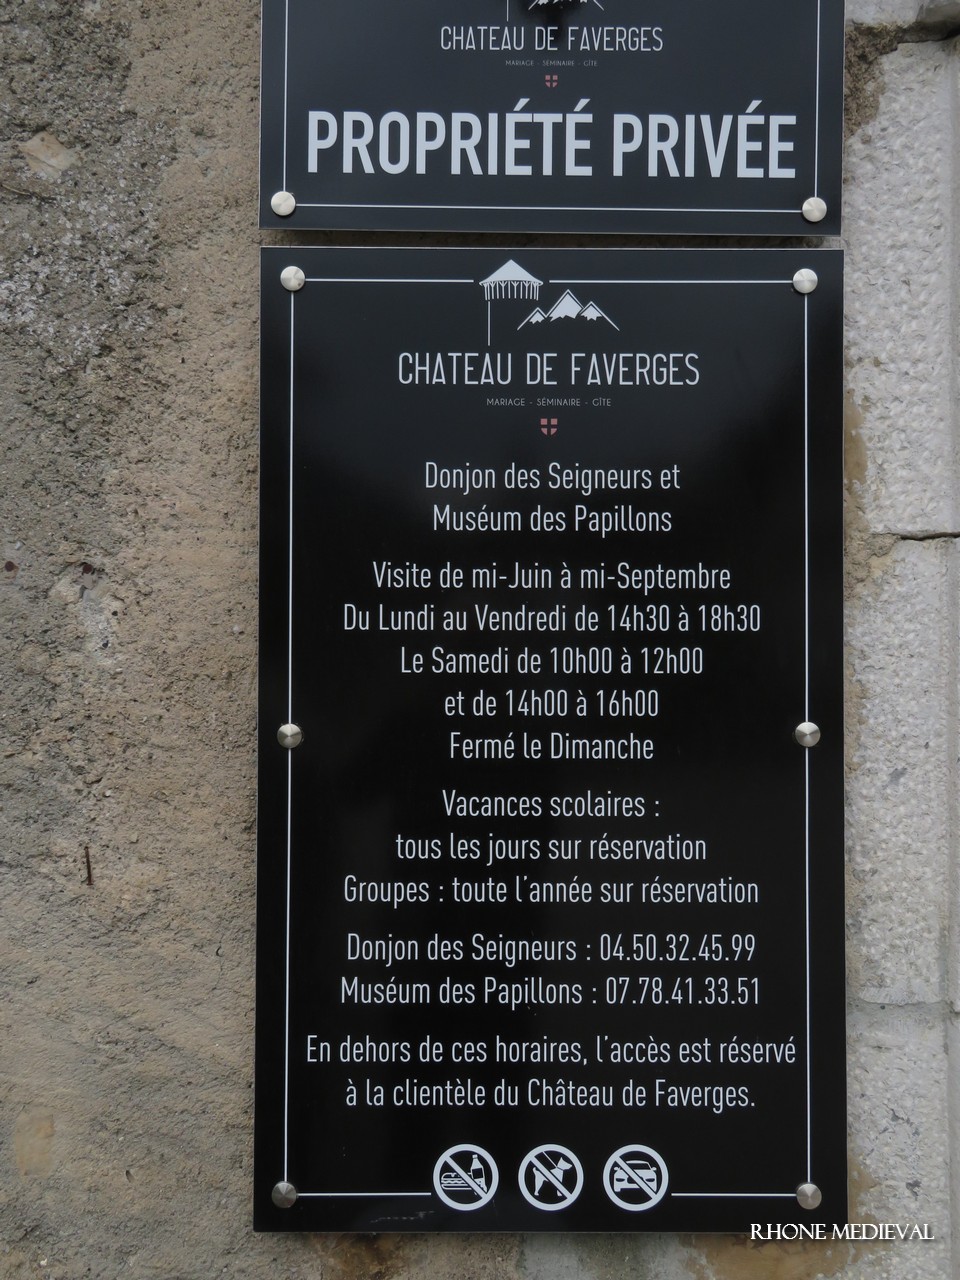 CHATEAU DE FAVERGES
MARIAGE - SÉMINAIRE - GÎTE
PROPRIÉTÉ PRIVÉE
CHATEAU DE FAVERGES
MARIAGE - SÉMINAIRE - GÎTE
Donjon des Seigneurs et
Muséum des Papillons
Visite de mi-Juin à mi-Septembre
Du Lundi au Vendredi de 14h30 à 18h30
Le Samedi de 10h00 à 12h00
et de 14h00 à 16h00
Fermé le Dimanche
Vacances scolaires :
tous les jours sur réservation
Groupes : toute l'année sur réservation
Donjon des Seigneurs : 04.50.32.45.99
Muséum des Papillons : 07.78.41.33.51
En dehors de ces horaires, l'accès est réservé
à la clientèle du Château de Faverges.
RHONE MEDIEVAL